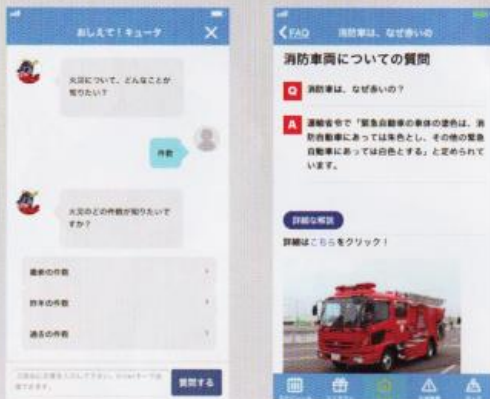 おしえて！キュータ
×
火災について、どんなことが
知りたい？
件数
火災のどの件数が知りたいで
すか？
最新の件数
昨年の件数
過去の件数
質問する
FAQ
消防車は、なぜ赤いの
消防車両についての質問
Q 消防車は、なぜ赤いの？
A 運輸省令で「緊急自動車の車体の塗色は、消
防自動車にあっては朱色とし、その他の緊急
自動車にあっては白色とする」と定められて
います。
詳細な解説
詳細はこちらをクリック！